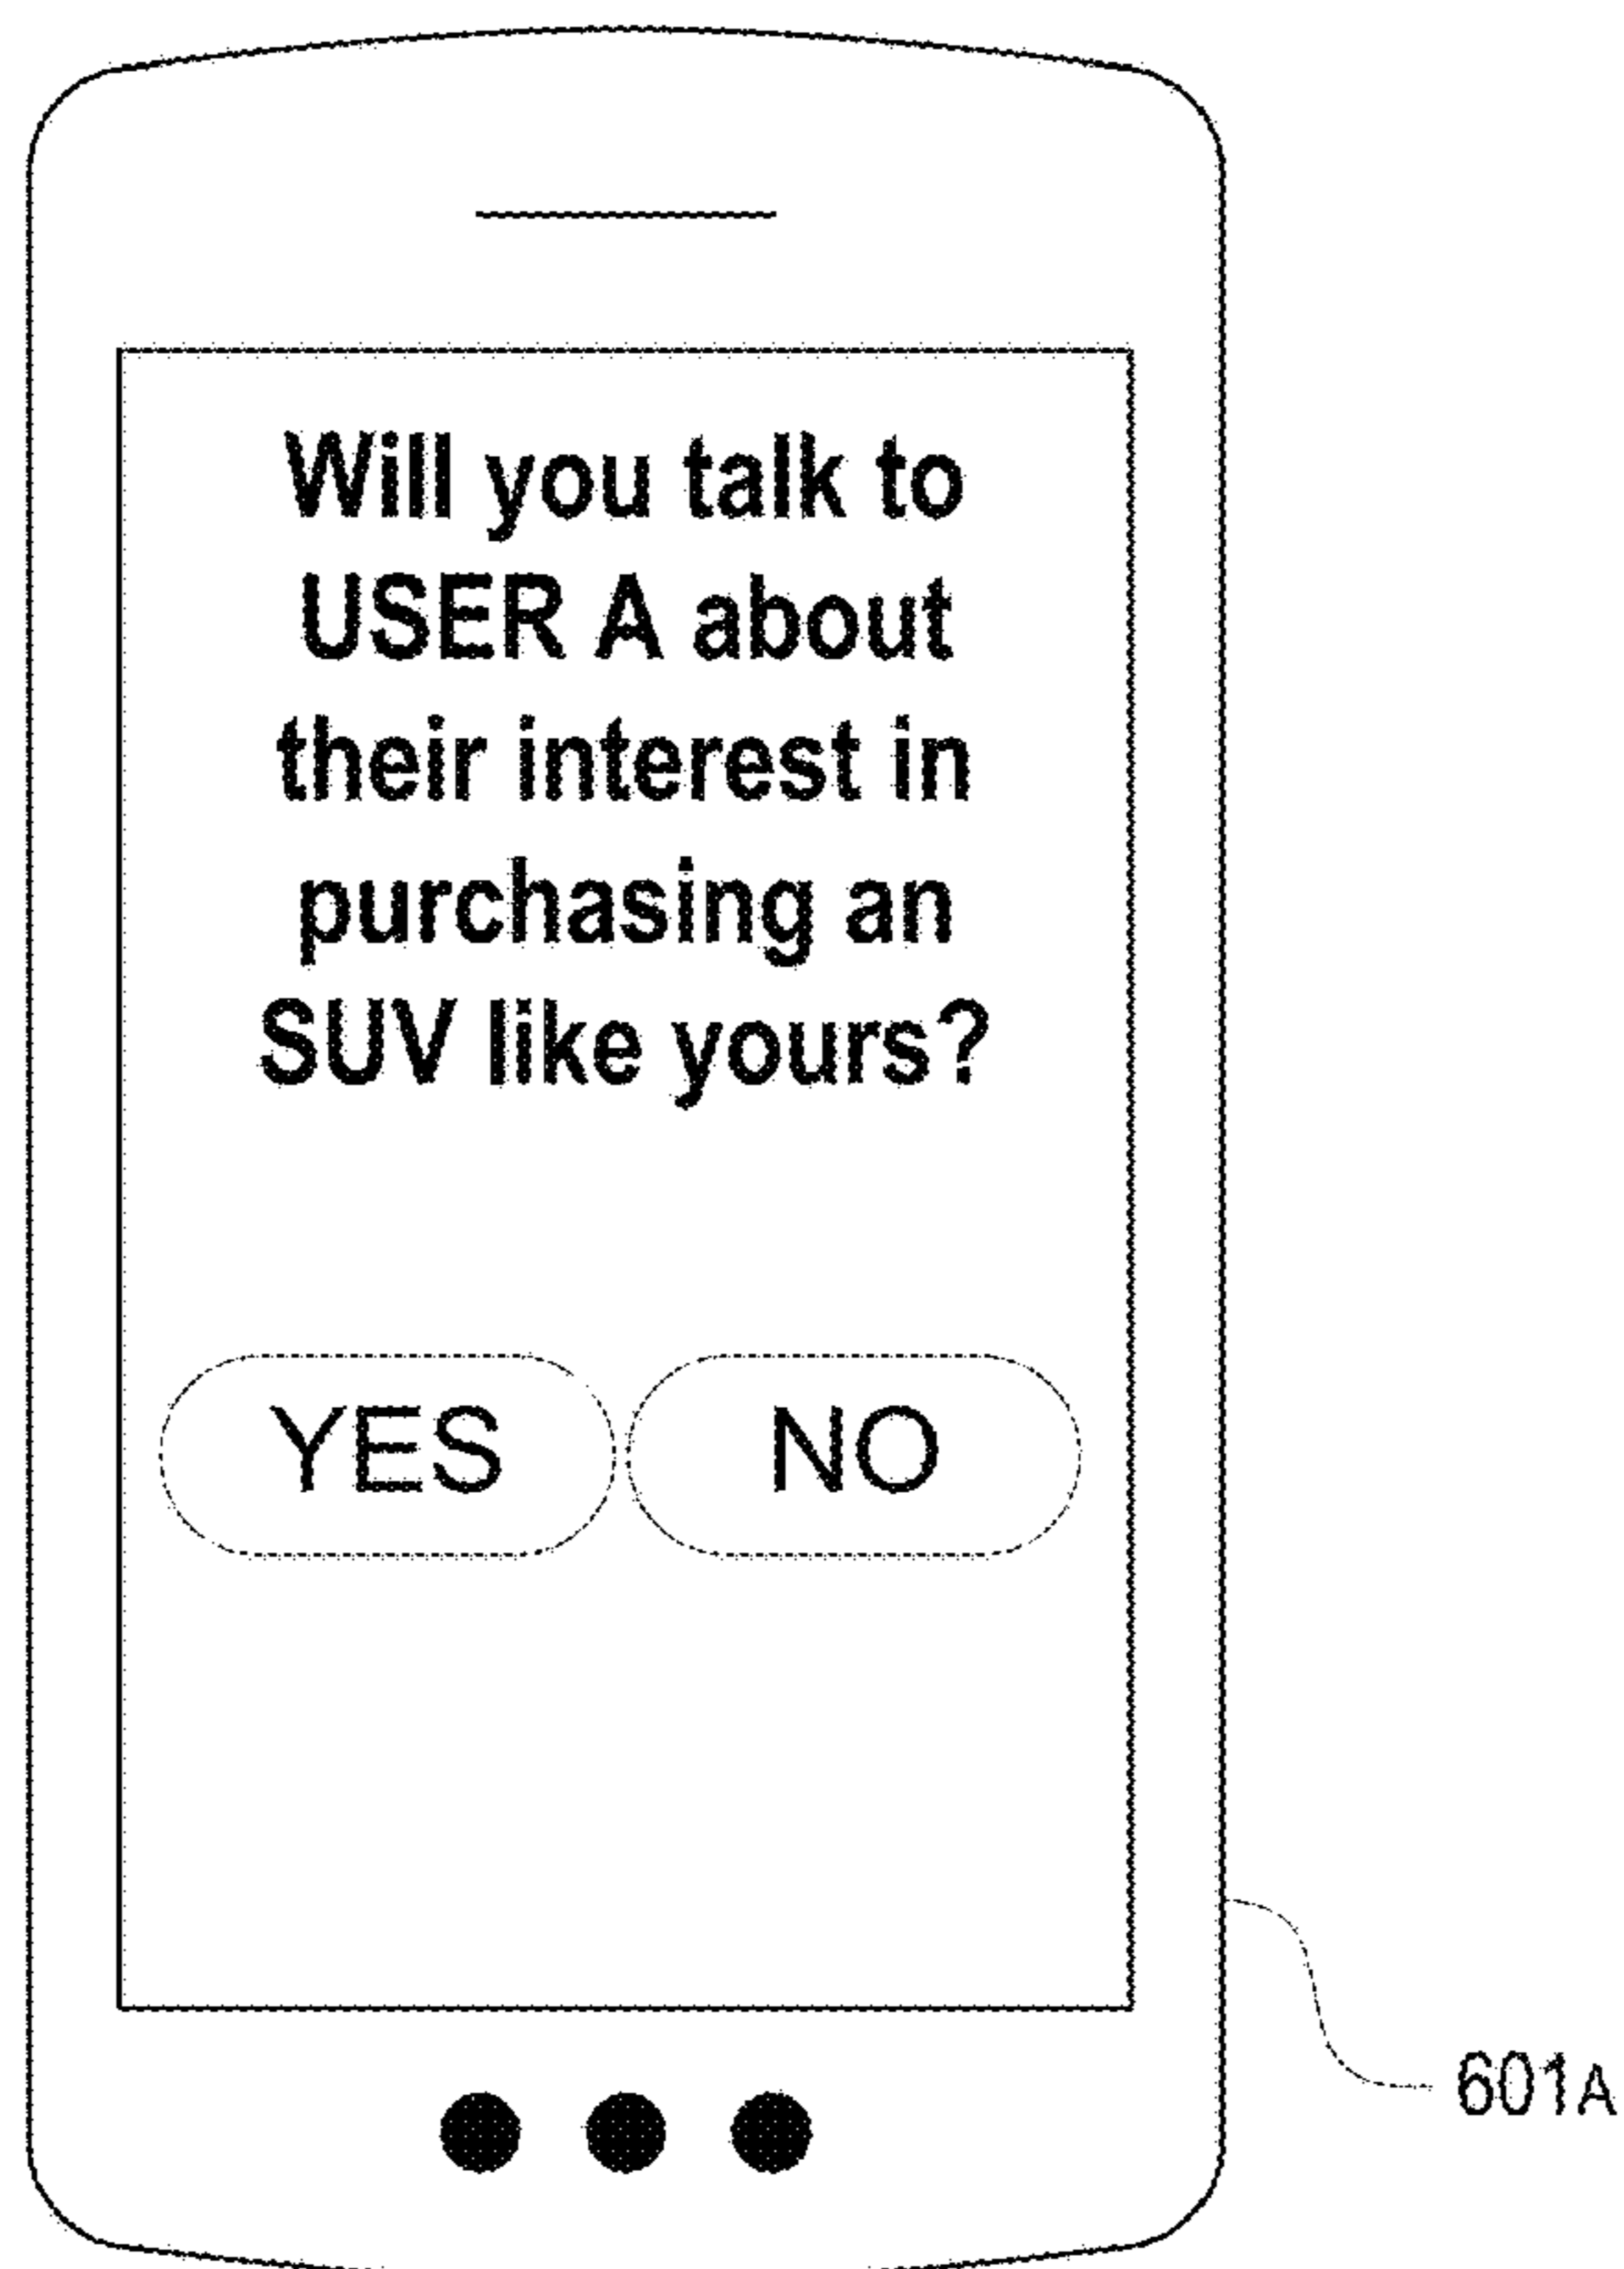 Will you talk to
USER A about
their interest in
purchasing an
SUV like yours?
YES NO
601A